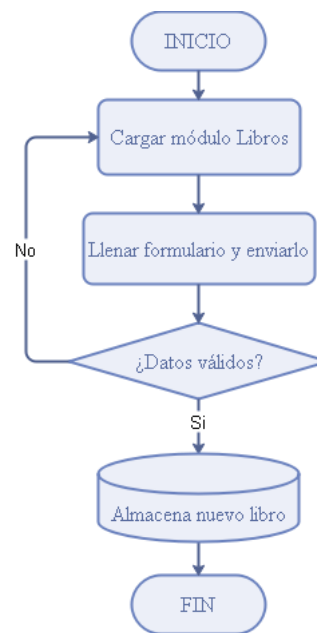 INICIO
Cargar módulo Libros
No
Llenar formulario y enviarlo
¿Datos válidos?
Si
Almacena nuevo libro
FIN